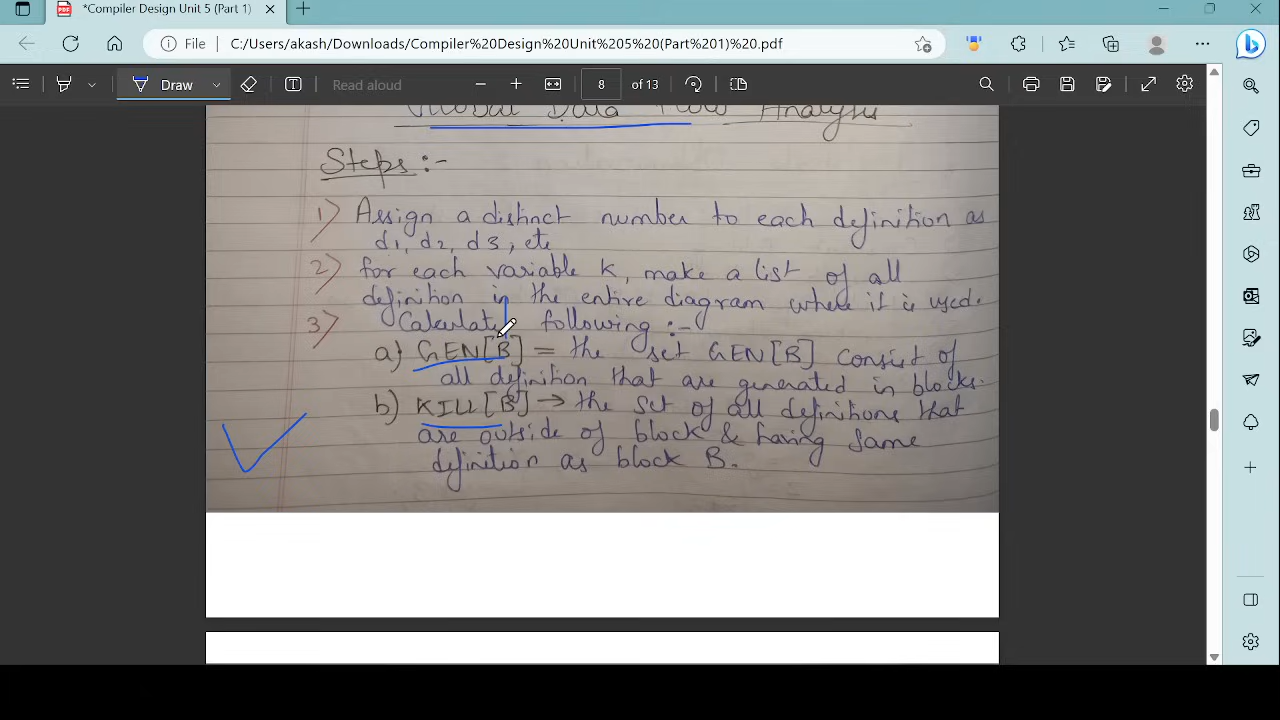 *Compiler Design Unit 5 (Part 1)
File C:/Users/akash/Downloads/Compiler%20Design%20Unit%205%20(Part%201)%20.pdf
Draw Read aloud 8 of 13
Global Data Flow Analysis
Steps :-
1) Assign a distinct number to each definition as
d1, d2, d3, etc
2) for each variable K, make a list of all
definition in the entire diagram where it is used.
3) Calculate following :-
a) GEN[B] = the set GEN[B] consist of
all definition that are generated in blocks.
b) KILL[B] → the set of all definitions that
are outside of block & having same
definition as block B.